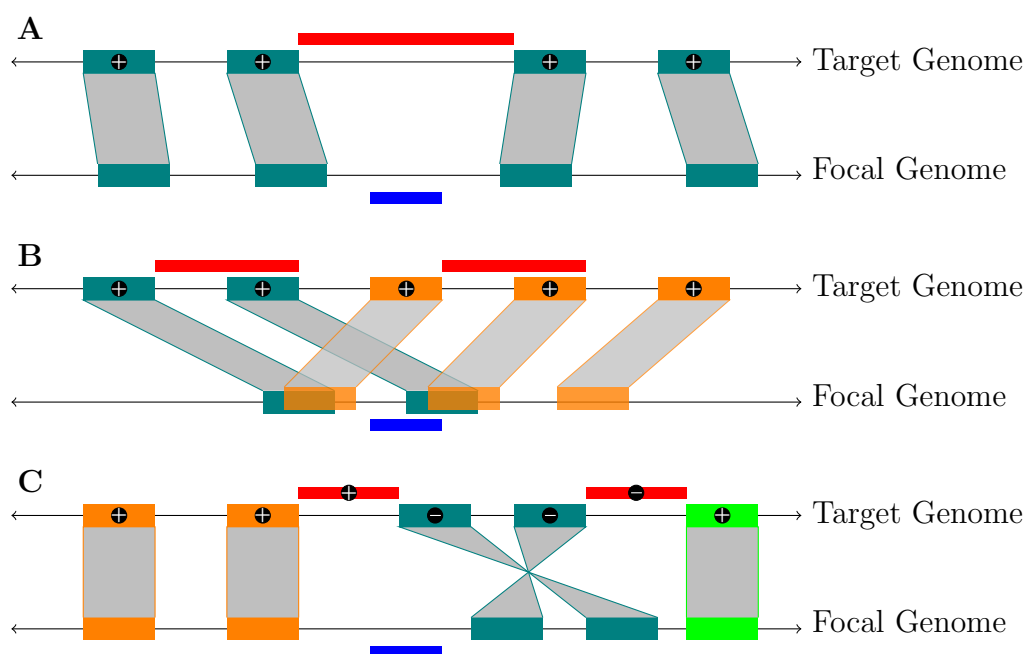 A
+ + + +
Target Genome
Focal Genome
B
+ + + + +
Target Genome
Focal Genome
C
+ −
+ + − − +
Target Genome
Focal Genome